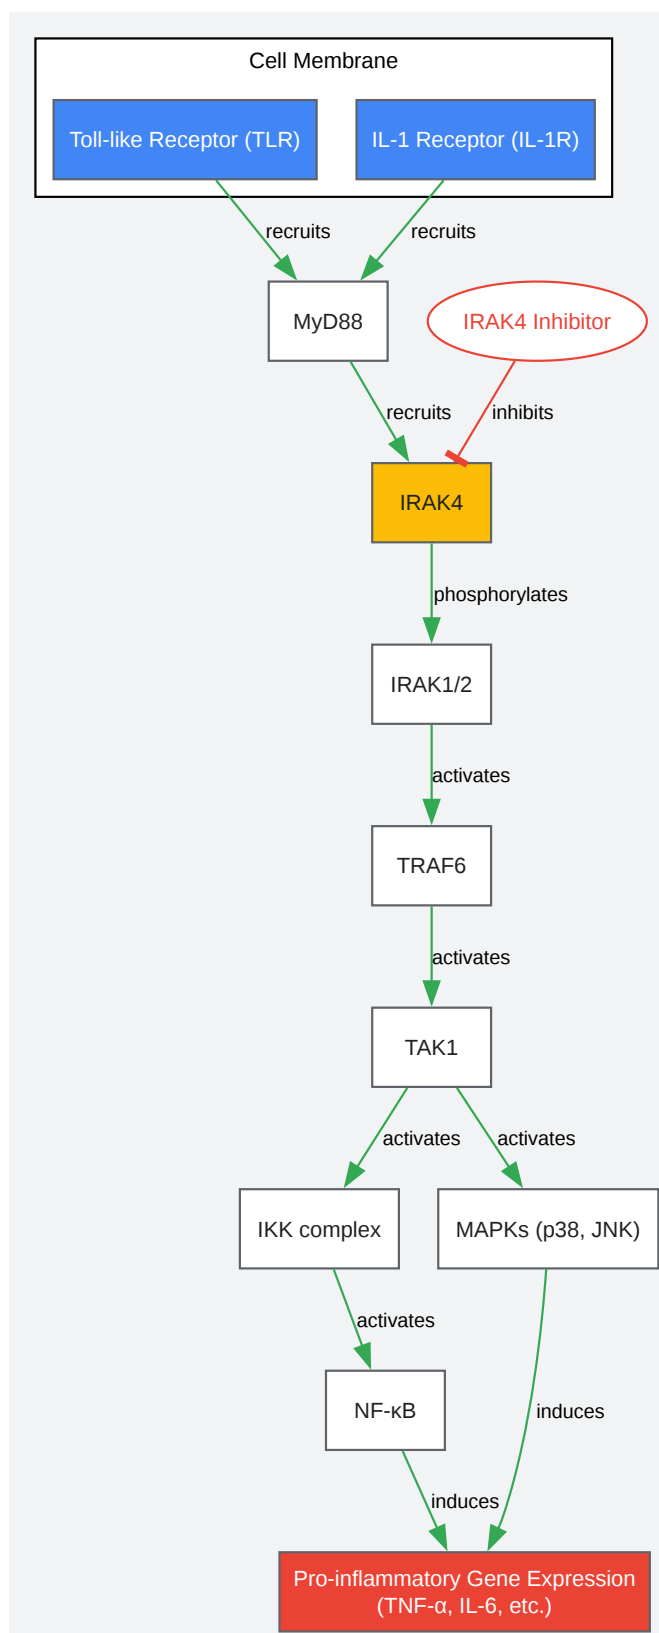 Cell Membrane
Toll-like Receptor (TLR)
IL-1 Receptor (IL-1R)
recruits
recruits
MyD88
IRAK4 Inhibitor
recruits
inhibits
IRAK4
phosphorylates
IRAK1/2
activates
TRAF6
activates
TAK1
activates
activates
IKK complex
MAPKs (p38, JNK)
activates
NF-κB
induces
induces
Pro-inflammatory Gene Expression
(TNF-α, IL-6, etc.)